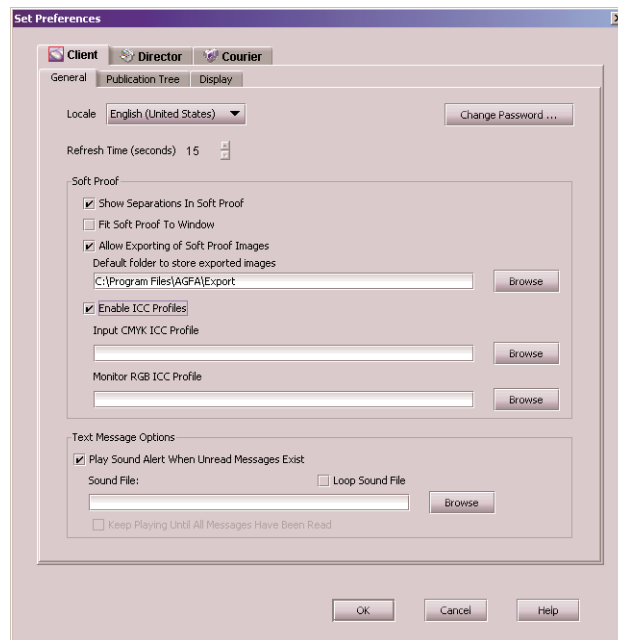 Set Preferences
Client Director Courier
General Publication Tree Display
Locale English (United States) Change Password ...
Refresh Time (seconds) 15
Soft Proof
Show Separations In Soft Proof
Fit Soft Proof To Window
Allow Exporting of Soft Proof Images
Default folder to store exported images
C:\Program Files\AGFA\Export Browse
Enable ICC Profiles
Input CMYK ICC Profile
Browse
Monitor RGB ICC Profile
Browse
Text Message Options
Play Sound Alert When Unread Messages Exist
Sound File: Loop Sound File
Browse
Keep Playing Until All Messages Have Been Read
OK Cancel Help